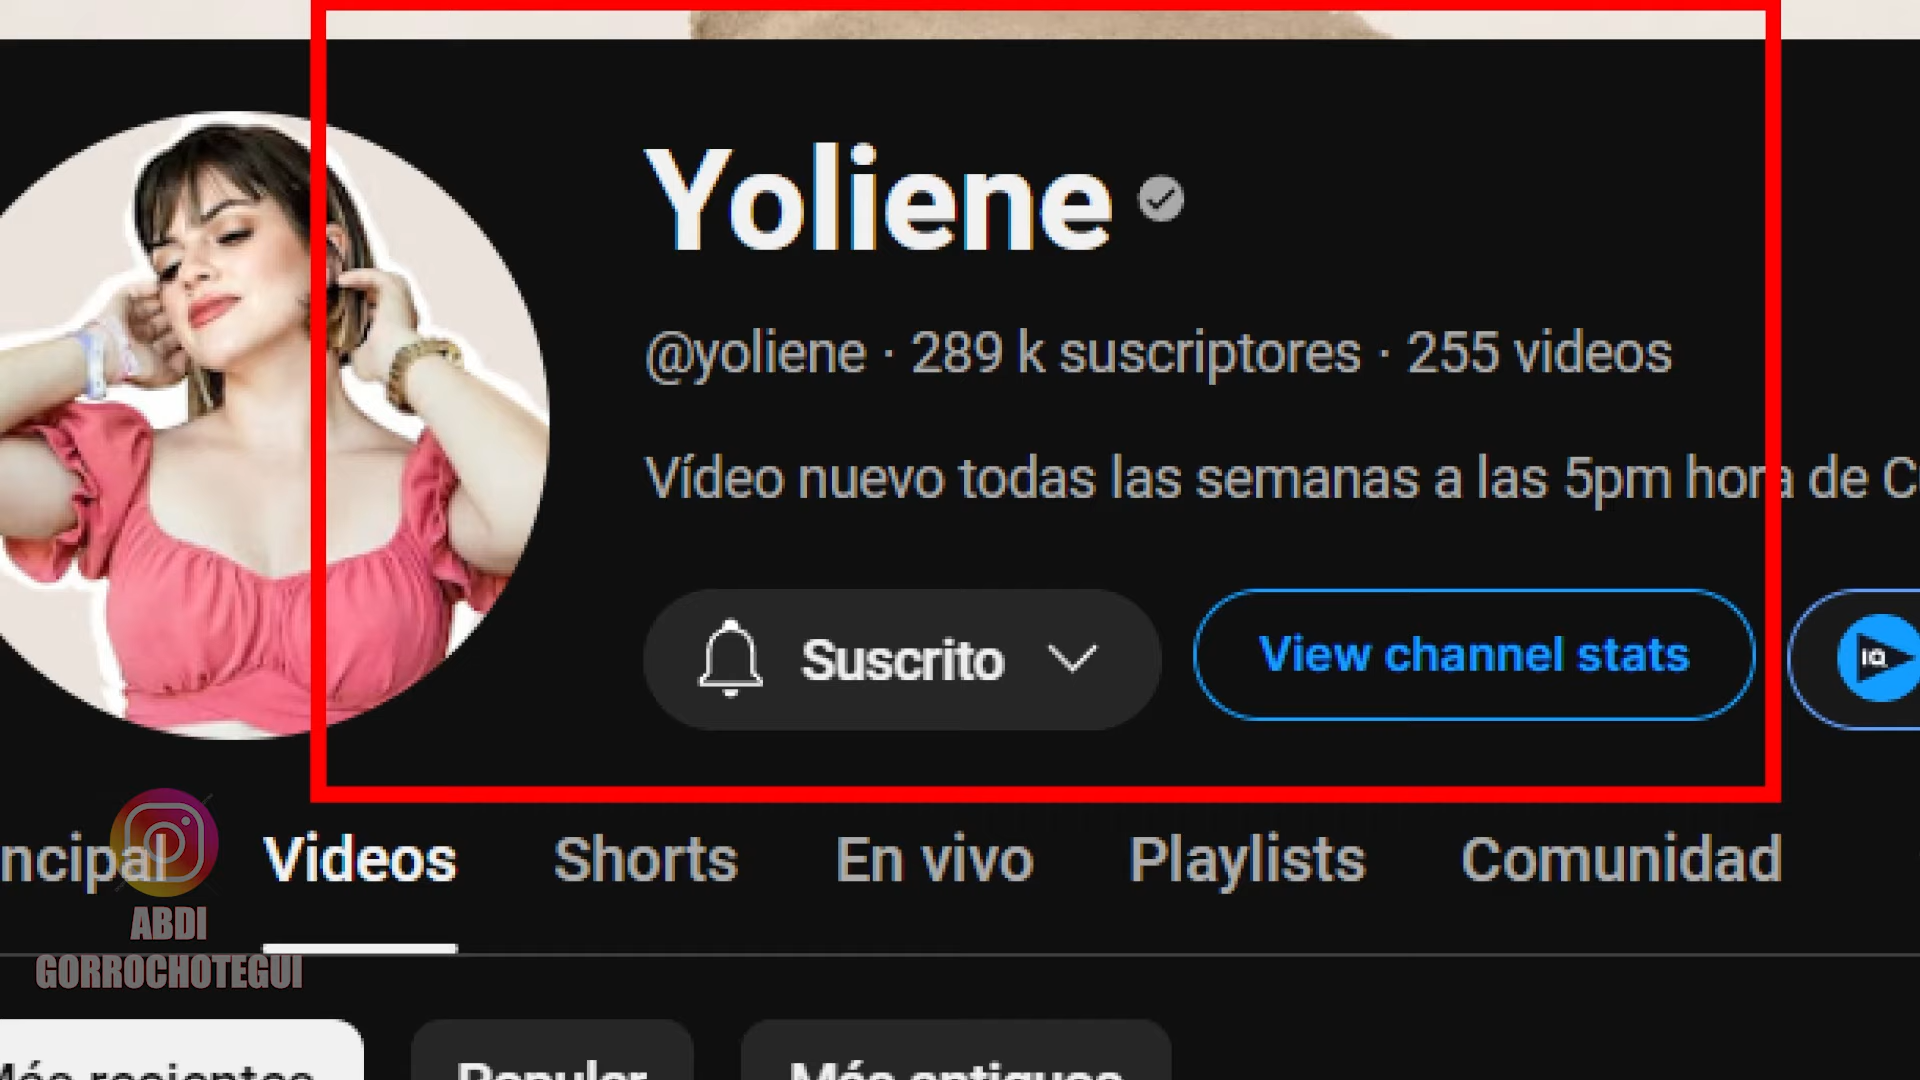 Yoliene
@yoliene · 289 k suscriptores · 255 videos
Vídeo nuevo todas las semanas a las 5pm hora de
Suscrito
View channel stats
IQ
Videos
Shorts
En vivo
Playlists
Comunidad
ABDI
GORROCHOTEGUI
Más recientes
Popular
Más antiguos